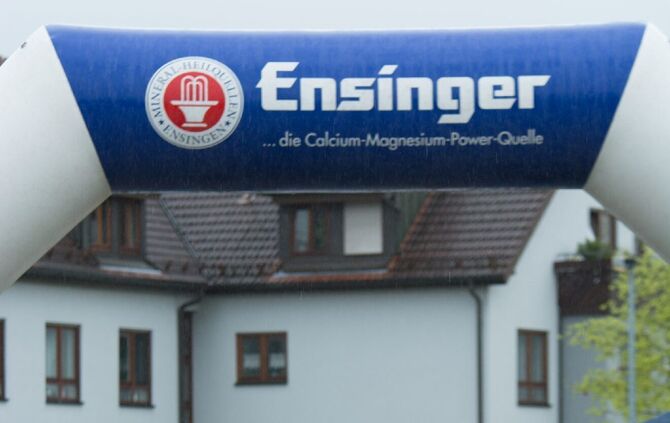 MINERAL-HEILQUELLEN
ENSINGEN
Ensinger
...die Calcium-Magnesium-Power-Quelle